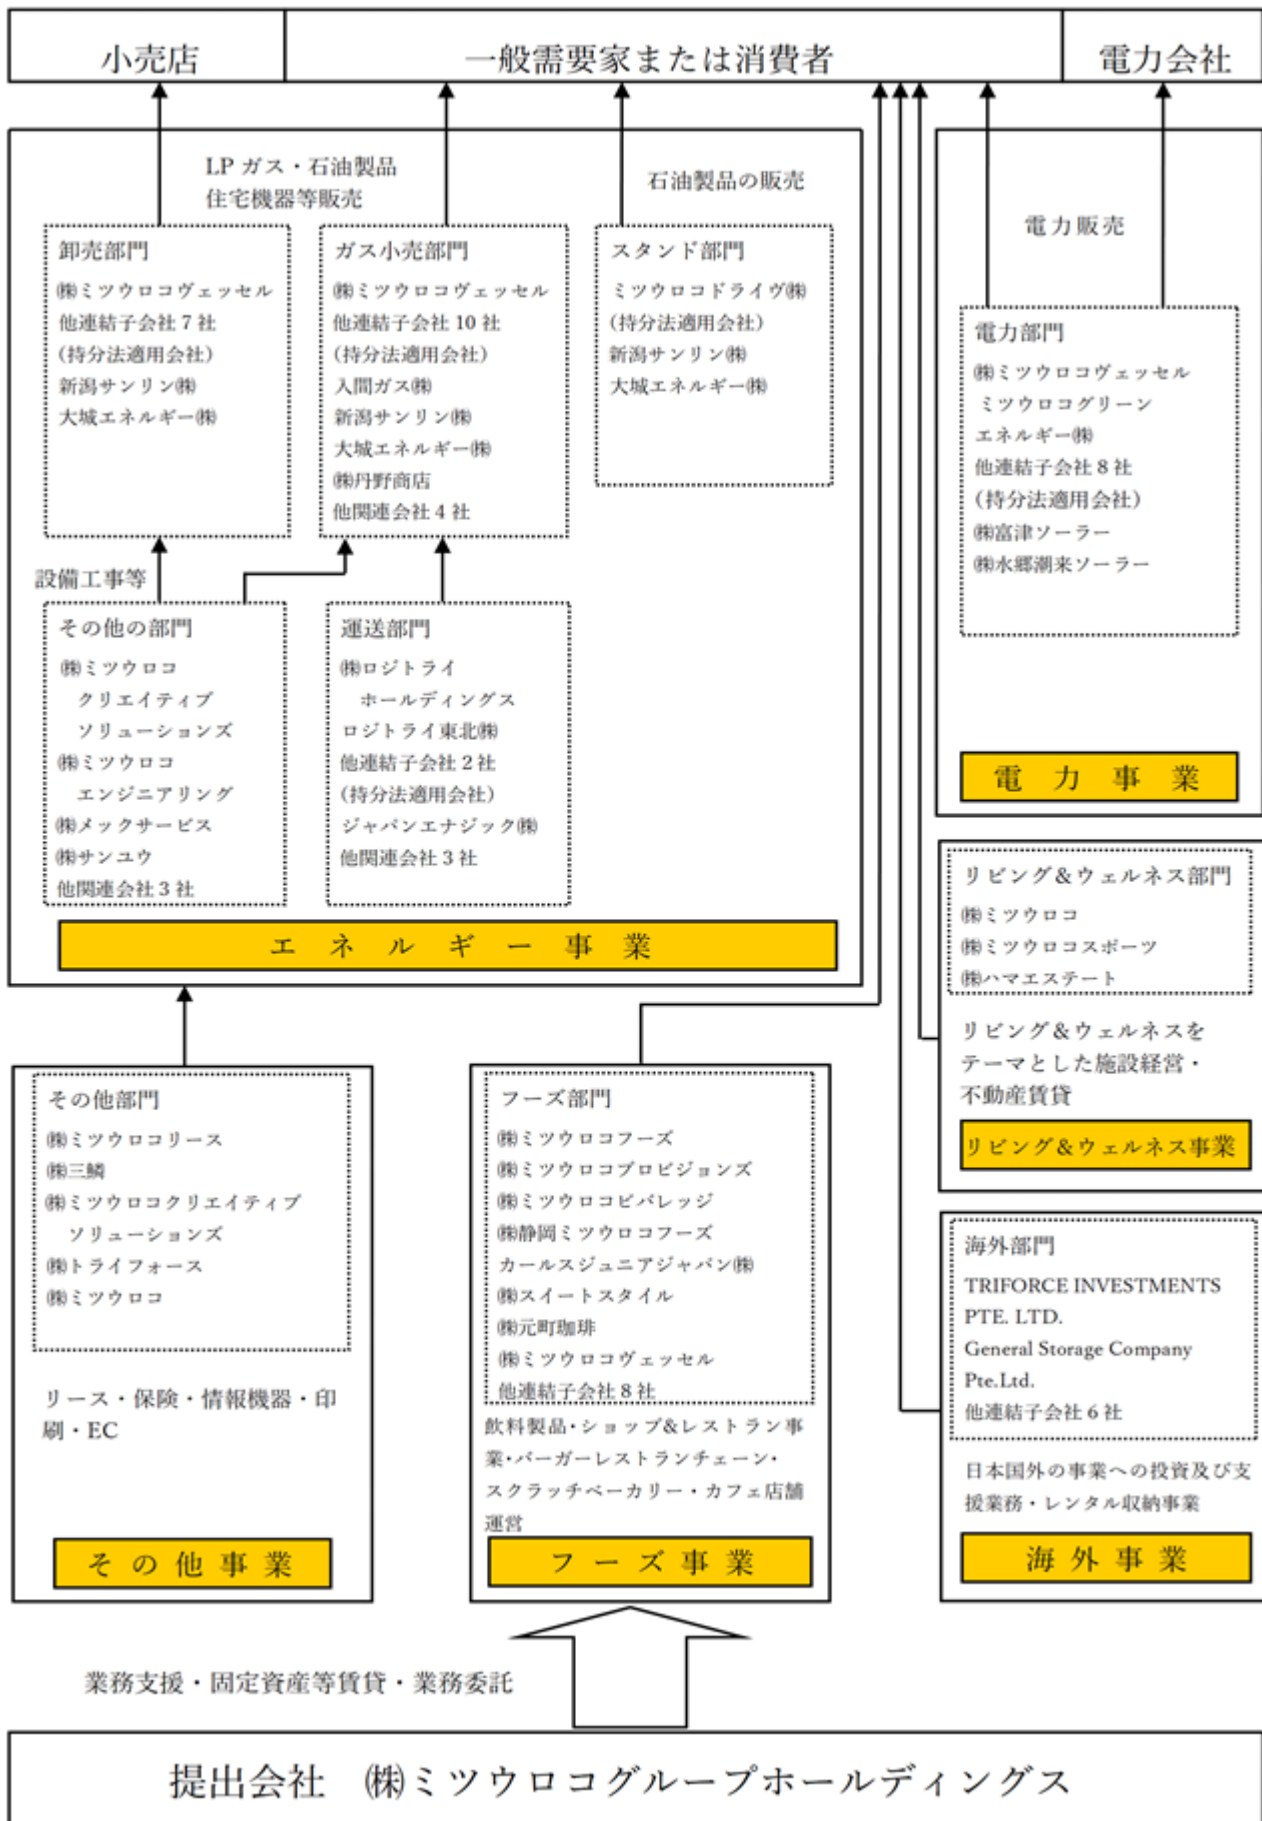 小売店
一般需要家または消費者
電力会社
LP ガス・石油製品
住宅機器等販売
石油製品の販売
電力販売
卸売部門
㈱ミツウロコヴェッセル
他連結子会社 7 社
(持分法適用会社)
新潟サンリン㈱
大城エネルギー㈱
ガス小売部門
㈱ミツウロコヴェッセル
他連結子会社 10 社
(持分法適用会社)
入間ガス㈱
新潟サンリン㈱
大城エネルギー㈱
㈱丹野商店
他関連会社 4 社
スタンド部門
ミツウロコドライヴ㈱
(持分法適用会社)
新潟サンリン㈱
大城エネルギー㈱
電力部門
㈱ミツウロコヴェッセル
ミツウロコグリーン
エネルギー㈱
他連結子会社 8 社
(持分法適用会社)
㈱富津ソーラー
㈱水郷潮来ソーラー
電力事業
設備工事等
その他の部門
㈱ミツウロコ
クリエイティブ
ソリューションズ
㈱ミツウロコ
エンジニアリング
㈱メックサービス
㈱サンユウ
他関連会社 3 社
運送部門
㈱ロジトライ
ホールディングス
ロジトライ東北㈱
他連結子会社 2 社
(持分法適用会社)
ジャパンエナジック㈱
他関連会社 3 社
エネルギー事業
リビング&ウェルネス部門
㈱ミツウロコ
㈱ミツウロコスポーツ
㈱ハマエステート
リビング&ウェルネスを
テーマとした施設経営・
不動産賃貸
リビング&ウェルネス事業
その他部門
㈱ミツウロコリース
㈱三鱗
㈱ミツウロコクリエイティブ
ソリューションズ
㈱トライフォース
㈱ミツウロコ
リース・保険・情報機器・印
刷・EC
その他事業
フーズ部門
㈱ミツウロコフーズ
㈱ミツウロコプロビジョンズ
㈱ミツウロコビバレッジ
㈱静岡ミツウロコフーズ
カールスジュニアジャパン㈱
㈱スイートスタイル
㈱元町珈琲
㈱ミツウロコヴェッセル
他連結子会社 8 社
飲料製品・ショップ&レストラン事
業・バーガーレストランチェーン・
スクラッチベーカリー・カフェ店舗
運営
フーズ事業
海外部門
TRIFORCE INVESTMENTS
PTE. LTD.
General Storage Company
Pte.Ltd.
他連結子会社 6 社
日本国外の事業への投資及び支
援業務・レンタル収納事業
海外事業
業務支援・固定資産等賃貸・業務委託
提出会社　㈱ミツウロコグループホールディングス